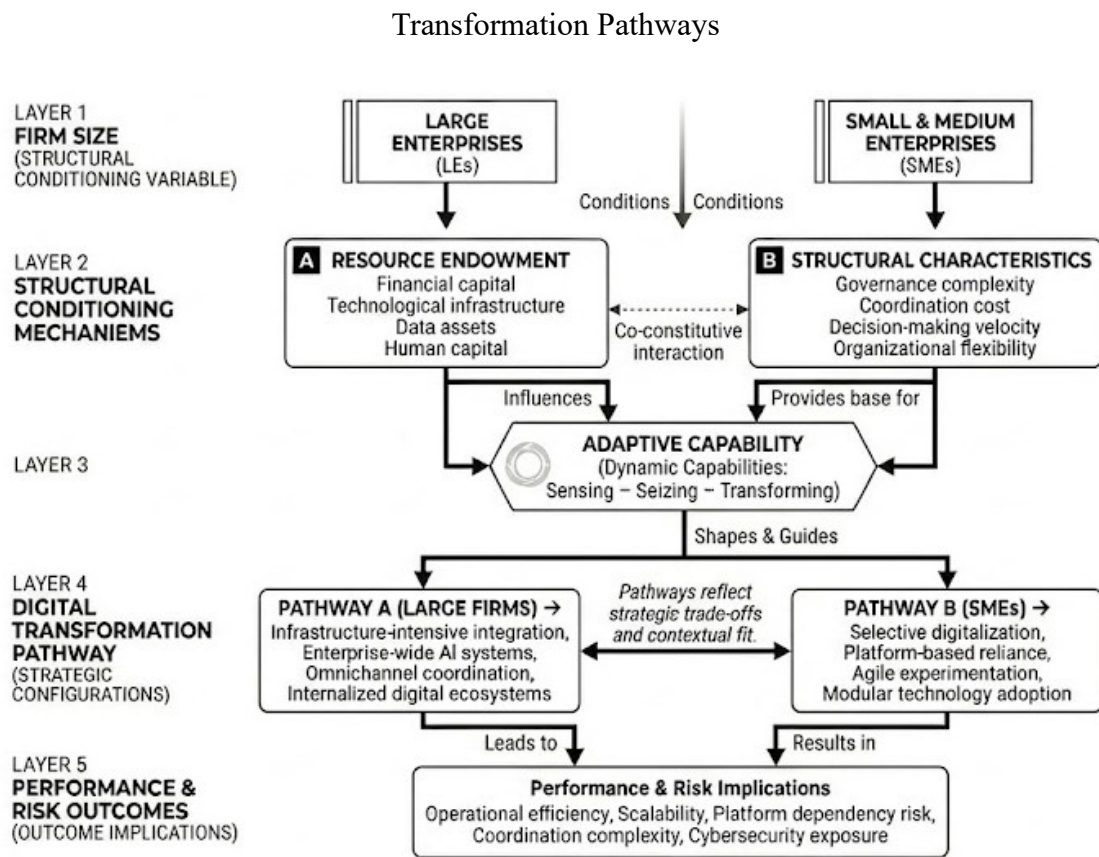 Transformation Pathways
LAYER 1
FIRM SIZE
(STRUCTURAL
CONDITIONING VARIABLE)
LARGE
ENTERPRISES
(LEs)
SMALL & MEDIUM
ENTERPRISES
(SMEs)
Conditions
Conditions
LAYER 2
STRUCTURAL
CONDITIONING
MECHANIEMS
A RESOURCE ENDOWMENT
Financial capital
Technological infrastructure
Data assets
Human capital
Co-constitutive
interaction
B STRUCTURAL CHARACTERISTICS
Governance complexity
Coordination cost
Decision-making velocity
Organizational flexibility
Influences
Provides base for
LAYER 3
ADAPTIVE CAPABILITY
(Dynamic Capabilities:
Sensing – Seizing – Transforming)
Shapes & Guides
LAYER 4
DIGITAL
TRANSFORMATION
PATHWAY
(STRATEGIC
CONFIGURATIONS)
PATHWAY A (LARGE FIRMS) →
Infrastructure-intensive integration,
Enterprise-wide AI systems,
Omnichannel coordination,
Internalized digital ecosystems
Pathways reflect
strategic trade-offs
and contextual fit.
PATHWAY B (SMEs) →
Selective digitalization,
Platform-based reliance,
Agile experimentation,
Modular technology adoption
Leads to
Results in
LAYER 5
PERFORMANCE &
RISK OUTCOMES
(OUTCOME IMPLICATIONS)
Performance & Risk Implications
Operational efficiency, Scalability, Platform dependency risk,
Coordination complexity, Cybersecurity exposure